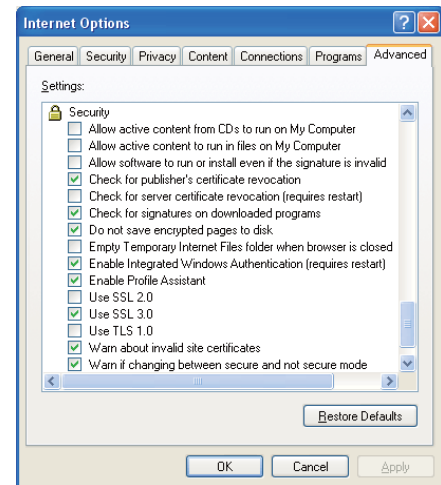 Internet Options
General Security Privacy Content Connections Programs Advanced
Settings:
Security
Allow active content from CDs to run on My Computer
Allow active content to run in files on My Computer
Allow software to run or install even if the signature is invalid
Check for publisher's certificate revocation
Check for server certificate revocation (requires restart)
Check for signatures on downloaded programs
Do not save encrypted pages to disk
Empty Temporary Internet Files folder when browser is closed
Enable Integrated Windows Authentication (requires restart)
Enable Profile Assistant
Use SSL 2.0
Use SSL 3.0
Use TLS 1.0
Warn about invalid site certificates
Warn if changing between secure and not secure mode
Restore Defaults
OK Cancel Apply